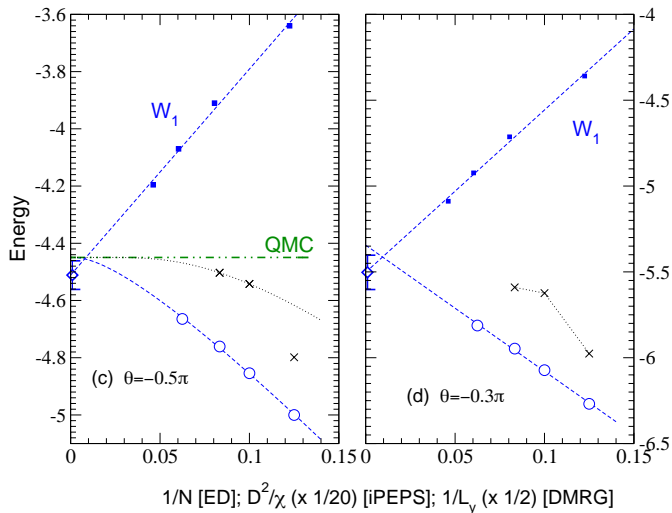 -3.6
-3.8
-4
-4.2
-4.4
-4.6
-4.8
-5
Energy
W1
QMC
(c) θ=−0.5π
0 0.05 0.1 0.15
-4
-4.5
-5
-5.5
-6
-6.5
W1
(d) θ=−0.3π
0 0.05 0.1 0.15
1/N [ED]; D²/χ (x 1/20) [iPEPS]; 1/Ly (x 1/2) [DMRG]